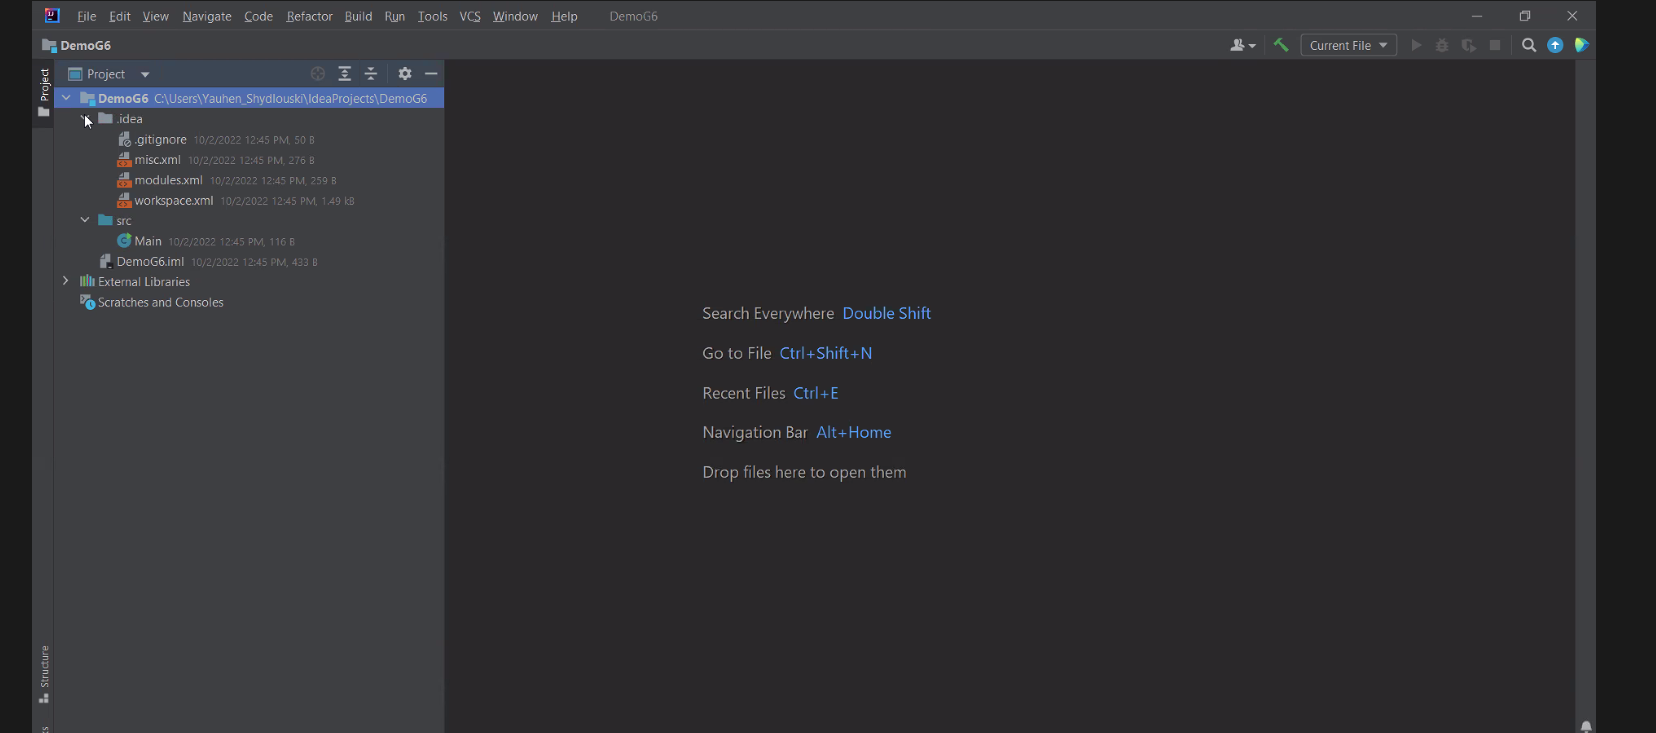 File Edit View Navigate Code Refactor Build Run Tools VCS Window Help DemoG6
DemoG6
Current File
Project
Project
DemoG6 C:\Users\Yauhen_Shydlouski\IdeaProjects\DemoG6
.idea
.gitignore 10/2/2022 12:45 PM, 50 B
misc.xml 10/2/2022 12:45 PM, 276 B
modules.xml 10/2/2022 12:45 PM, 259 B
workspace.xml 10/2/2022 12:45 PM, 1.49 kB
src
Main 10/2/2022 12:45 PM, 116 B
DemoG6.iml 10/2/2022 12:45 PM, 433 B
External Libraries
Scratches and Consoles
Search Everywhere Double Shift
Go to File Ctrl+Shift+N
Recent Files Ctrl+E
Navigation Bar Alt+Home
Drop files here to open them
Structure